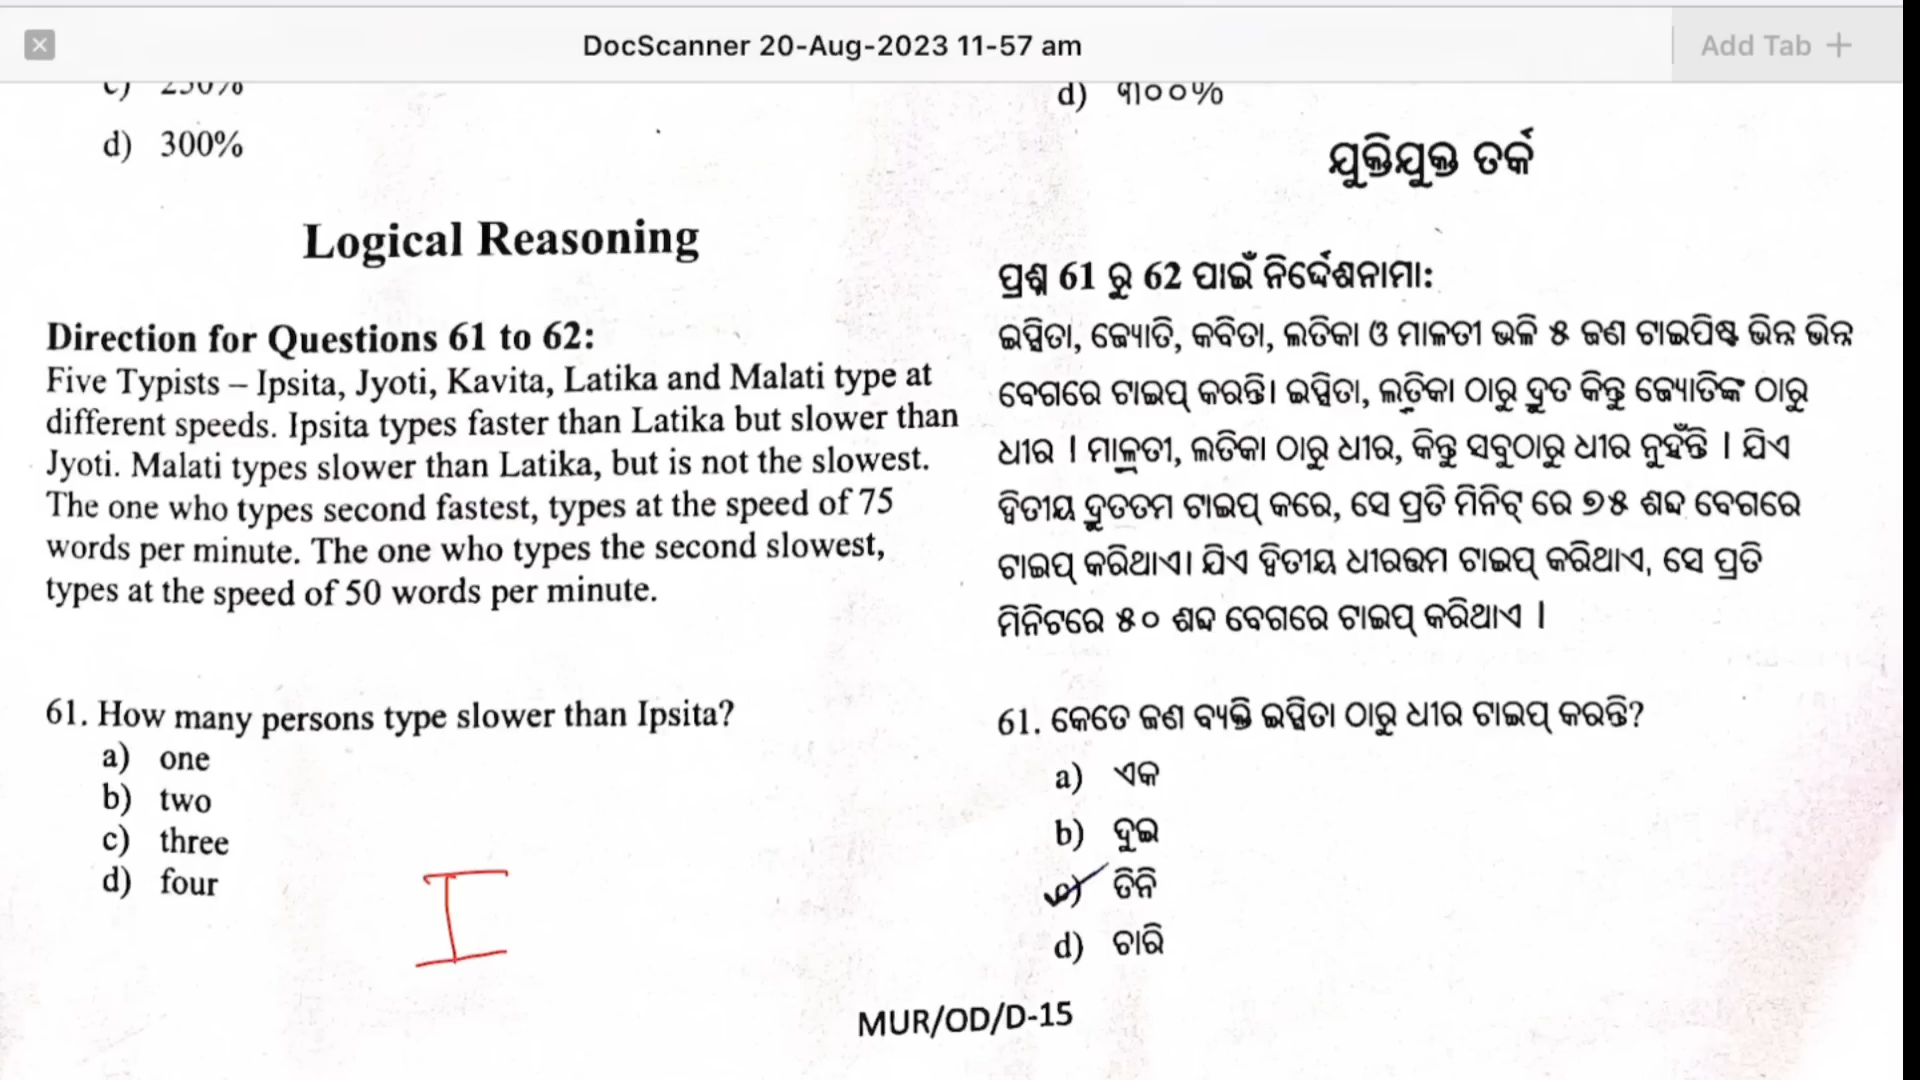 DocScanner 20-Aug-2023 11-57 am
Add Tab +
c) 250%
d) 300%
Logical Reasoning
Direction for Questions 61 to 62:
Five Typists – Ipsita, Jyoti, Kavita, Latika and Malati type at
different speeds. Ipsita types faster than Latika but slower than
Jyoti. Malati types slower than Latika, but is not the slowest.
The one who types second fastest, types at the speed of 75
words per minute. The one who types the second slowest,
types at the speed of 50 words per minute.
61. How many persons type slower than Ipsita?
a) one
b) two
c) three
d) four
I
d) ୩୦୦%
ଯୁକ୍ତିଯୁକ୍ତ ତର୍କ
ପ୍ରଶ୍ନ 61 ରୁ 62 ପାଇଁ ନିର୍ଦ୍ଦେଶନାମା:
ଇପ୍ସିତା, ଜ୍ୟୋତି, କବିତା, ଲତିକା ଓ ମାଳତୀ ଭଳି ୫ ଜଣ ଟାଇପିଷ୍ଟ ଭିନ୍ନ ଭିନ୍ନ
ବେଗରେ ଟାଇପ୍ କରନ୍ତି। ଇପ୍ସିତା, ଲତିକା ଠାରୁ ଦ୍ରୁତ କିନ୍ତୁ ଜ୍ୟୋତିଙ୍କ ଠାରୁ
ଧୀର । ମାଳତୀ, ଲତିକା ଠାରୁ ଧୀର, କିନ୍ତୁ ସବୁଠାରୁ ଧୀର ନୁହଁନ୍ତି । ଯିଏ
ଦ୍ୱିତୀୟ ଦ୍ରୁତତମ ଟାଇପ୍ କରେ, ସେ ପ୍ରତି ମିନିଟ୍ ରେ ୭୫ ଶବ୍ଦ ବେଗରେ
ଟାଇପ୍ କରିଥାଏ। ଯିଏ ଦ୍ୱିତୀୟ ଧୀରତ୍ତମ ଟାଇପ୍ କରିଥାଏ, ସେ ପ୍ରତି
ମିନିଟରେ ୫୦ ଶବ୍ଦ ବେଗରେ ଟାଇପ୍ କରିଥାଏ ।
61. କେତେ ଜଣ ବ୍ୟକ୍ତି ଇପ୍ସିତା ଠାରୁ ଧୀର ଟାଇପ୍ କରନ୍ତି?
a) ଏକ
b) ଦୁଇ
c) ତିନି
d) ଚାରି
MUR/OD/D-15